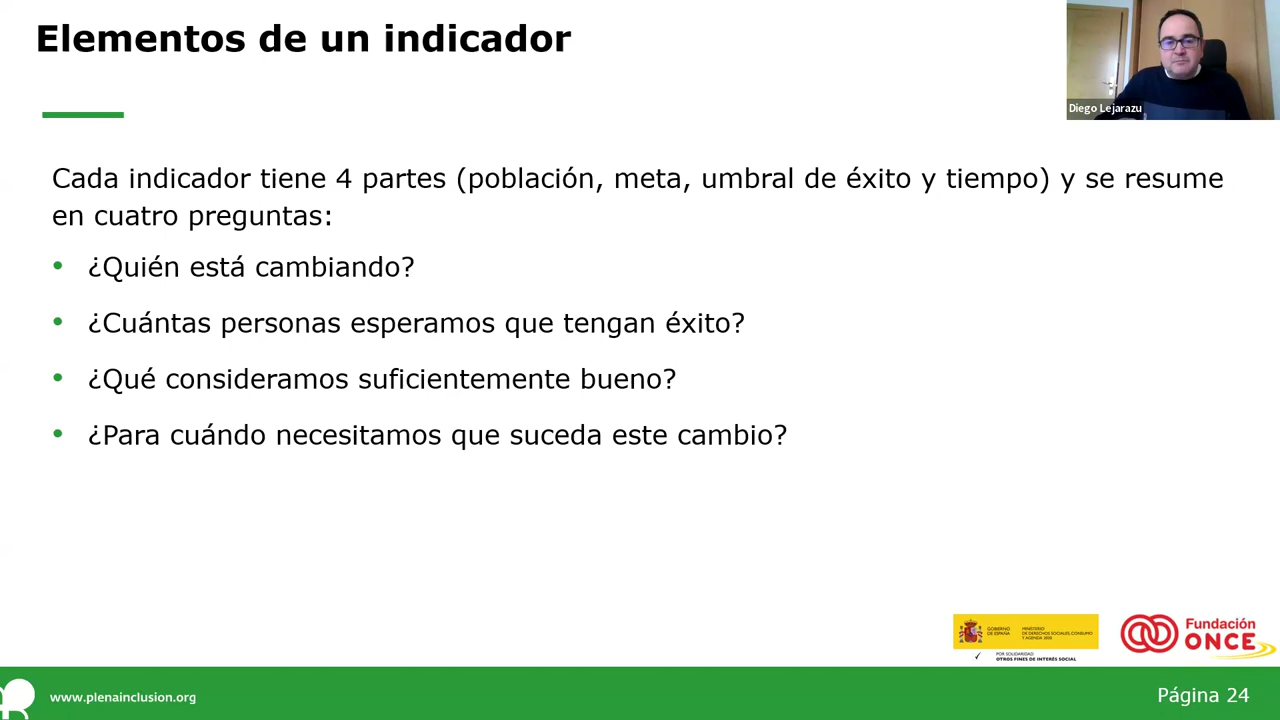 Elementos de un indicador
Diego Lejarazu
Cada indicador tiene 4 partes (población, meta, umbral de éxito y tiempo) y se resume
en cuatro preguntas:
• ¿Quién está cambiando?
• ¿Cuántas personas esperamos que tengan éxito?
• ¿Qué consideramos suficientemente bueno?
• ¿Para cuándo necesitamos que suceda este cambio?
GOBIERNO
DE ESPAÑA
MINISTERIO
DE DERECHOS SOCIALES, CONSUMO
Y AGENDA 2030
POR SOLIDARIDAD
OTROS FINES DE INTERÉS SOCIAL
Fundación
ONCE
www.plenainclusion.org
Página 24